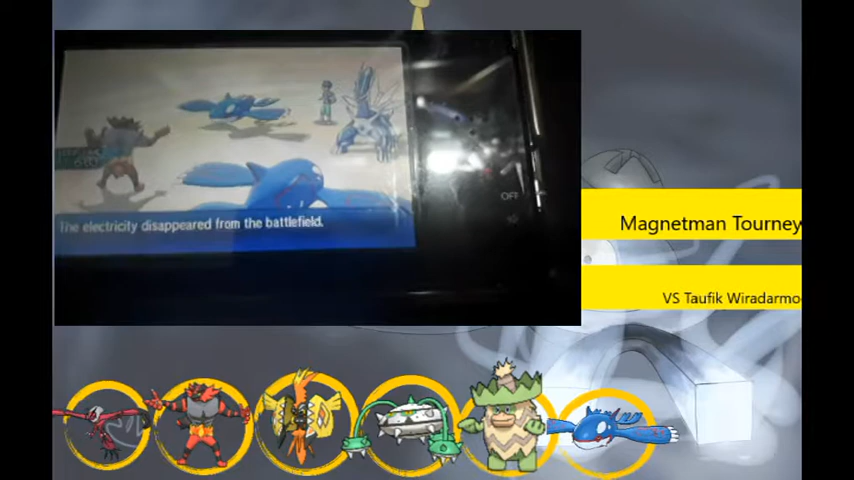 The electricity disappeared from the battlefield.
OFF
Magnetman Tourney
VS Taufik Wiradarmo